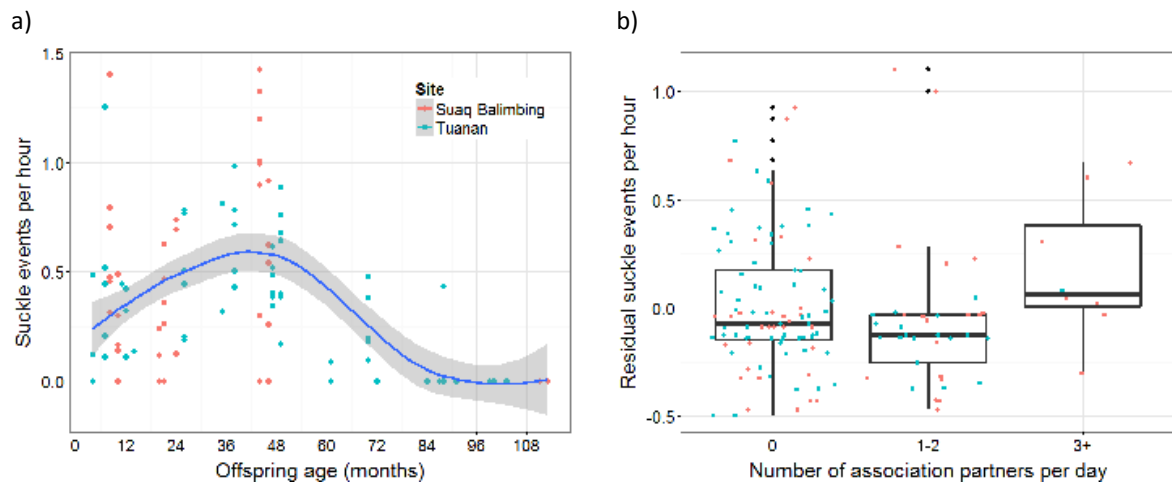 a)
Suckle events per hour
1.5
1.0
0.5
0.0
Site
Suaq Balimbing
Tuanan
0 12 24 36 48 60 72 84 96 108
Offspring age (months)
b)
Residual suckle events per hour
1.0
0.5
0.0
-0.5
0 1-2 3+
Number of association partners per day